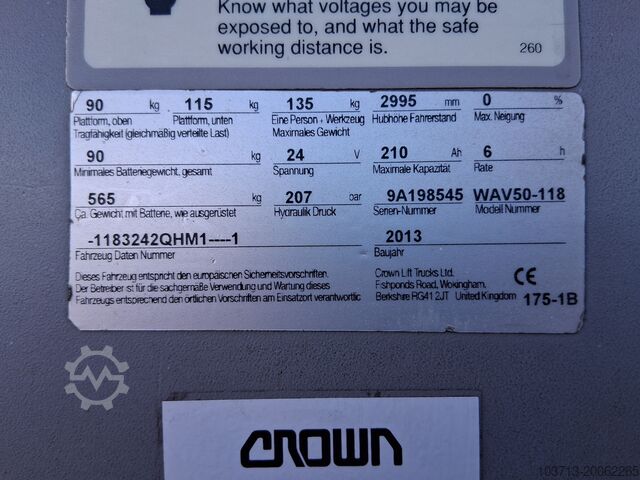 Know what voltages you may be
exposed to, and what the safe
working distance is.
260
90 kg 115 kg 135 kg 2995 mm 0 %
Plattform, oben Plattform, unten Eine Person + Werkzeug Hubhöhe Fahrerstand Max. Neigung
Tragfähigkeit (gleichmäßig verteilte Last) Maximales Gewicht
90 kg 24 V 210 Ah 6 h
Minimales Batteriegewicht, gesamt Spannung Maximale Kapazität Rate
565 kg 207 bar 9A198545 WAV50-118
Ca. Gewicht mit Batterie, wie ausgerüstet Hydraulik Druck Serien-Nummer Modell Nummer
-1183242QHM1----1 2013
Fahrzeug Daten Nummer Baujahr
Dieses Fahrzeug entspricht den europäischen Sicherheitsvorschriften. Crown Lift Trucks Ltd.
Der Betreiber ist für die sachgemäße Verwendung und Wartung dieses Fishponds Road, Wokingham,
Fahrzeugs entsprechend den örtlichen Vorschriften am Einsatzort verantwortlic Berkshire RG41 2JT United Kingdom CE 175-1B
CROWN
103713-20062265